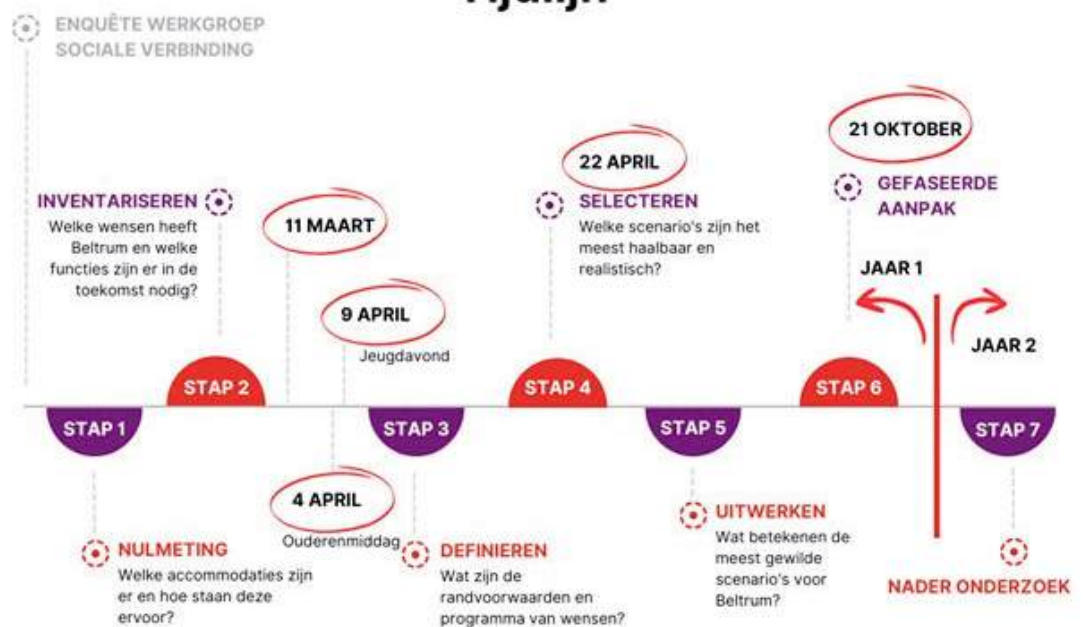 Tijdlijn
ENQUÊTE WERKGROEP
SOCIALE VERBINDING
INVENTARISEREN
Welke wensen heeft
Beltrum en welke
functies zijn er in de
toekomst nodig?
11 MAART
9 APRIL
Jeugdavond
22 APRIL
SELECTEREN
Welke scenario's zijn het
meest haalbaar en
realistisch?
21 OKTOBER
GEFASEERDE
AANPAK
JAAR 1
JAAR 2
STAP 2
STAP 4
STAP 6
STAP 1
STAP 3
STAP 5
STAP 7
4 APRIL
Ouderenmiddag
NULMETING
Welke accommodaties zijn
er en hoe staan deze
ervoor?
DEFINIEREN
Wat zijn de
randvoorwaarden en
programma van wensen?
UITWERKEN
Wat betekenen de
meest gewilde
scenario's voor
Beltrum?
NADER ONDERZOEK